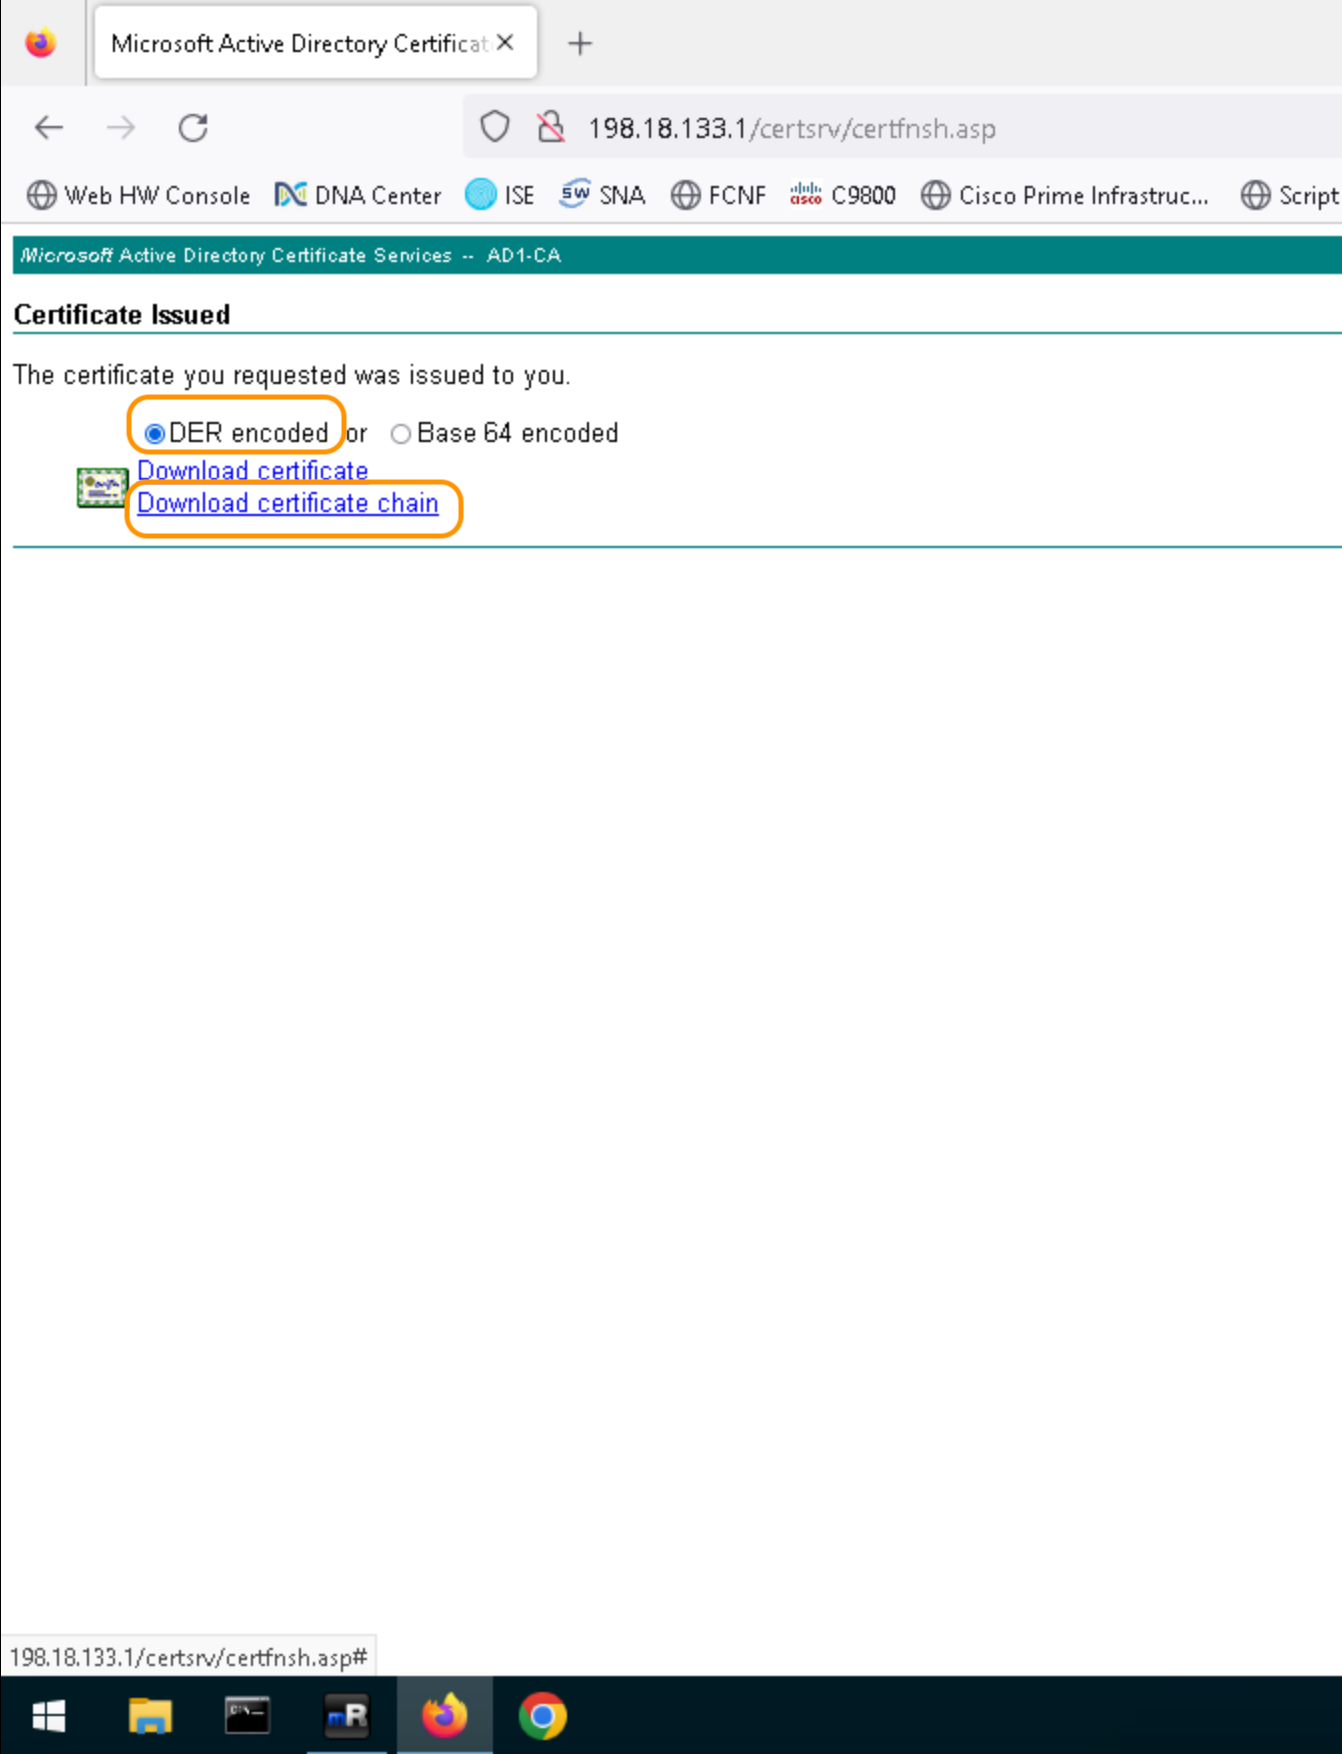 Microsoft Active Directory Certificat
198.18.133.1/certsrv/certfnsh.asp
Web HW Console DNA Center ISE SW SNA FCNF cisco C9800 Cisco Prime Infrastruc... Script
Microsoft Active Directory Certificate Services -- AD1-CA
Certificate Issued
The certificate you requested was issued to you.
DER encoded or Base 64 encoded
Download certificate
Download certificate chain
198.18.133.1/certsrv/certfnsh.asp#
mR